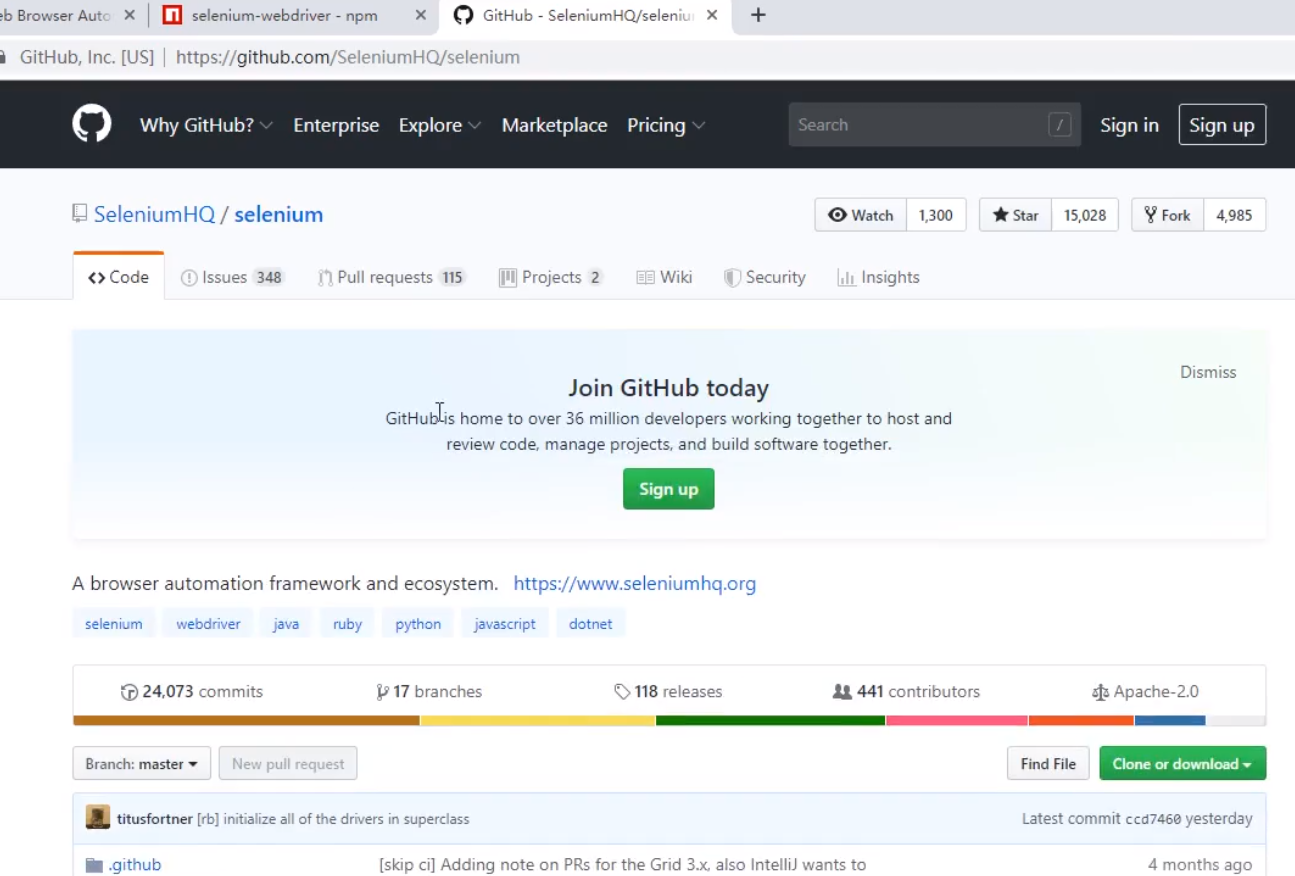 eb Browser Auto
selenium-webdriver - npm
GitHub - SeleniumHQ/seleniu
GitHub, Inc. [US] | https://github.com/SeleniumHQ/selenium
Why GitHub? Enterprise Explore Marketplace Pricing Search / Sign in Sign up
SeleniumHQ / selenium Watch 1,300 Star 15,028 Fork 4,985
<> Code Issues 348 Pull requests 115 Projects 2 Wiki Security Insights
Dismiss
Join GitHub today
GitHub is home to over 36 million developers working together to host and
review code, manage projects, and build software together.
Sign up
A browser automation framework and ecosystem. https://www.seleniumhq.org
selenium webdriver java ruby python javascript dotnet
24,073 commits 17 branches 118 releases 441 contributors Apache-2.0
Branch: master New pull request Find File Clone or download
titusfortner [rb] initialize all of the drivers in superclass Latest commit ccd7460 yesterday
.github [skip ci] Adding note on PRs for the Grid 3.x, also IntelliJ wants to 4 months ago